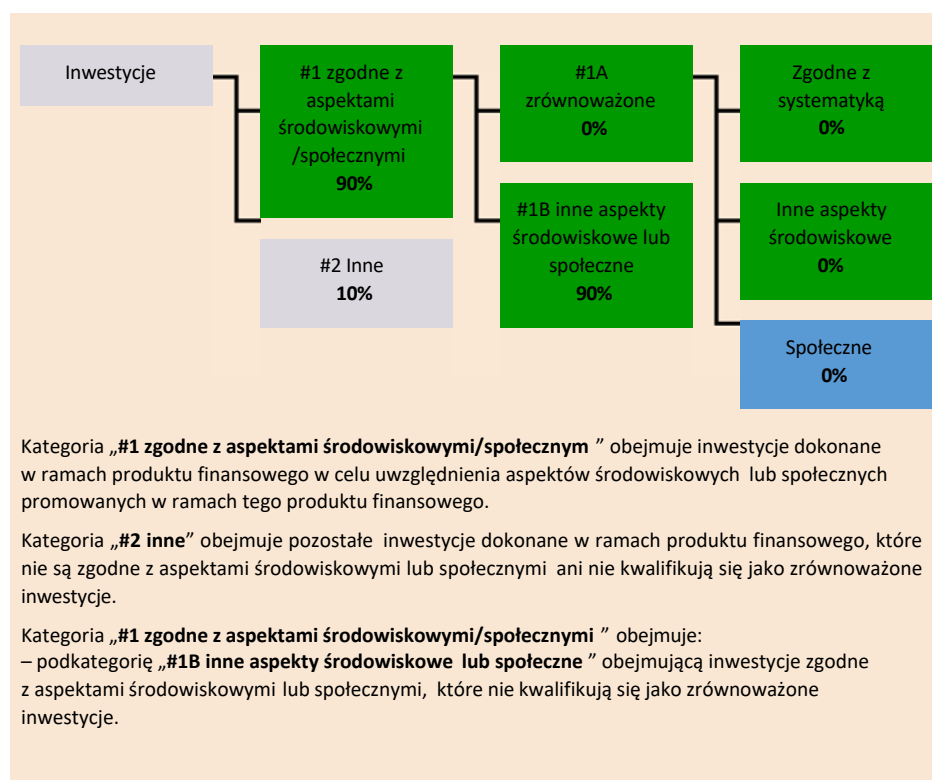 Inwestycje
#1 zgodne z
aspektami
środowiskowymi
/społecznymi
90%
#2 Inne
10%
#1A
zrównoważone
0%
#1B inne aspekty
środowiskowe lub
społeczne
90%
Zgodne z
systematyką
0%
Inne aspekty
środowiskowe
0%
Społeczne
0%
Kategoria „#1 zgodne z aspektami środowiskowymi/społecznym ” obejmuje inwestycje dokonane
w ramach produktu finansowego w celu uwzględnienia aspektów środowiskowych lub społecznych
promowanych w ramach tego produktu finansowego.
Kategoria „#2 inne” obejmuje pozostałe inwestycje dokonane w ramach produktu finansowego, które
nie są zgodne z aspektami środowiskowymi lub społecznymi ani nie kwalifikują się jako zrównoważone
inwestycje.
Kategoria „#1 zgodne z aspektami środowiskowymi/społecznymi ” obejmuje:
– podkategorię „#1B inne aspekty środowiskowe lub społeczne ” obejmującą inwestycje zgodne
z aspektami środowiskowymi lub społecznymi, które nie kwalifikują się jako zrównoważone
inwestycje.